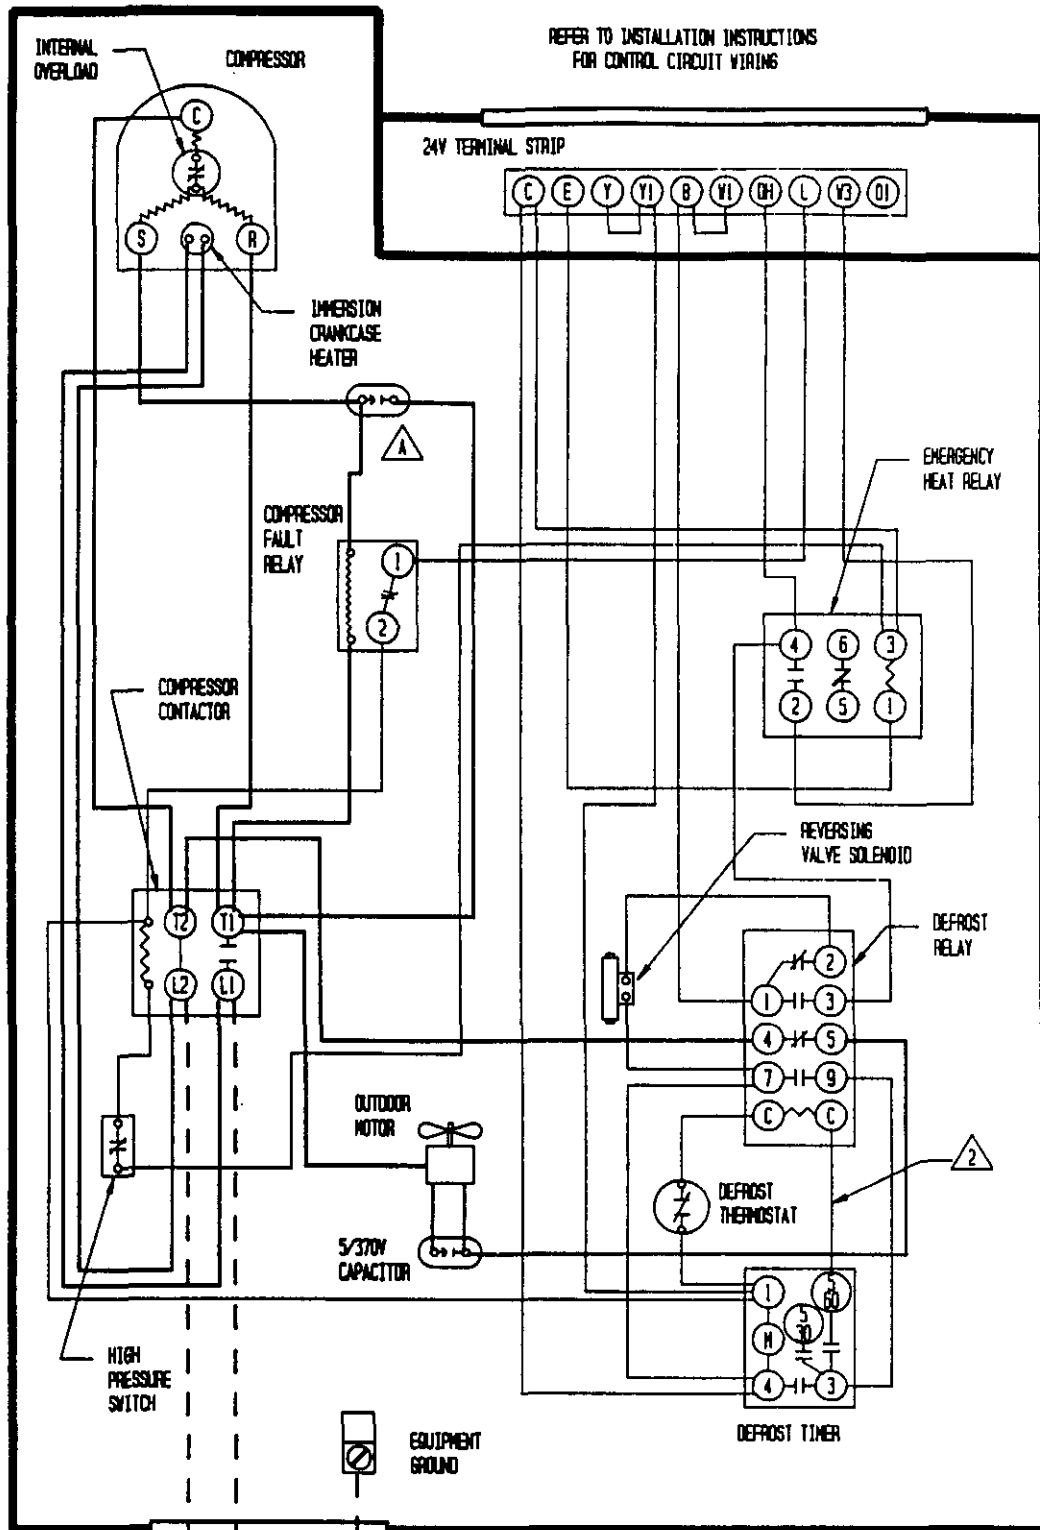 REFER TO INSTALLATION INSTRUCTIONS
FOR CONTROL CIRCUIT WIRING
INTERNAL
OVERLOAD
COMPRESSOR
C
S
R
24V TERMINAL STRIP
C E Y Y1 B W1 OH L W3 O1
IMMERSION
CRANKCASE
HEATER
A
EMERGENCY
HEAT RELAY
COMPRESSOR
FAULT
RELAY
1
2
4 6 3
2 5 1
COMPRESSOR
CONTACTOR
REVERSING
VALVE SOLENOID
T2 T1
L2 L1
DEFROST
RELAY
2
1 3
4 5
7 9
C C
OUTDOOR
MOTOR
2
DEFROST
THERMOSTAT
5/370V
CAPACITOR
1
5
60
5
30
M
4 3
HIGH
PRESSURE
SWITCH
DEFROST TIMER
EQUIPMENT
GROUND